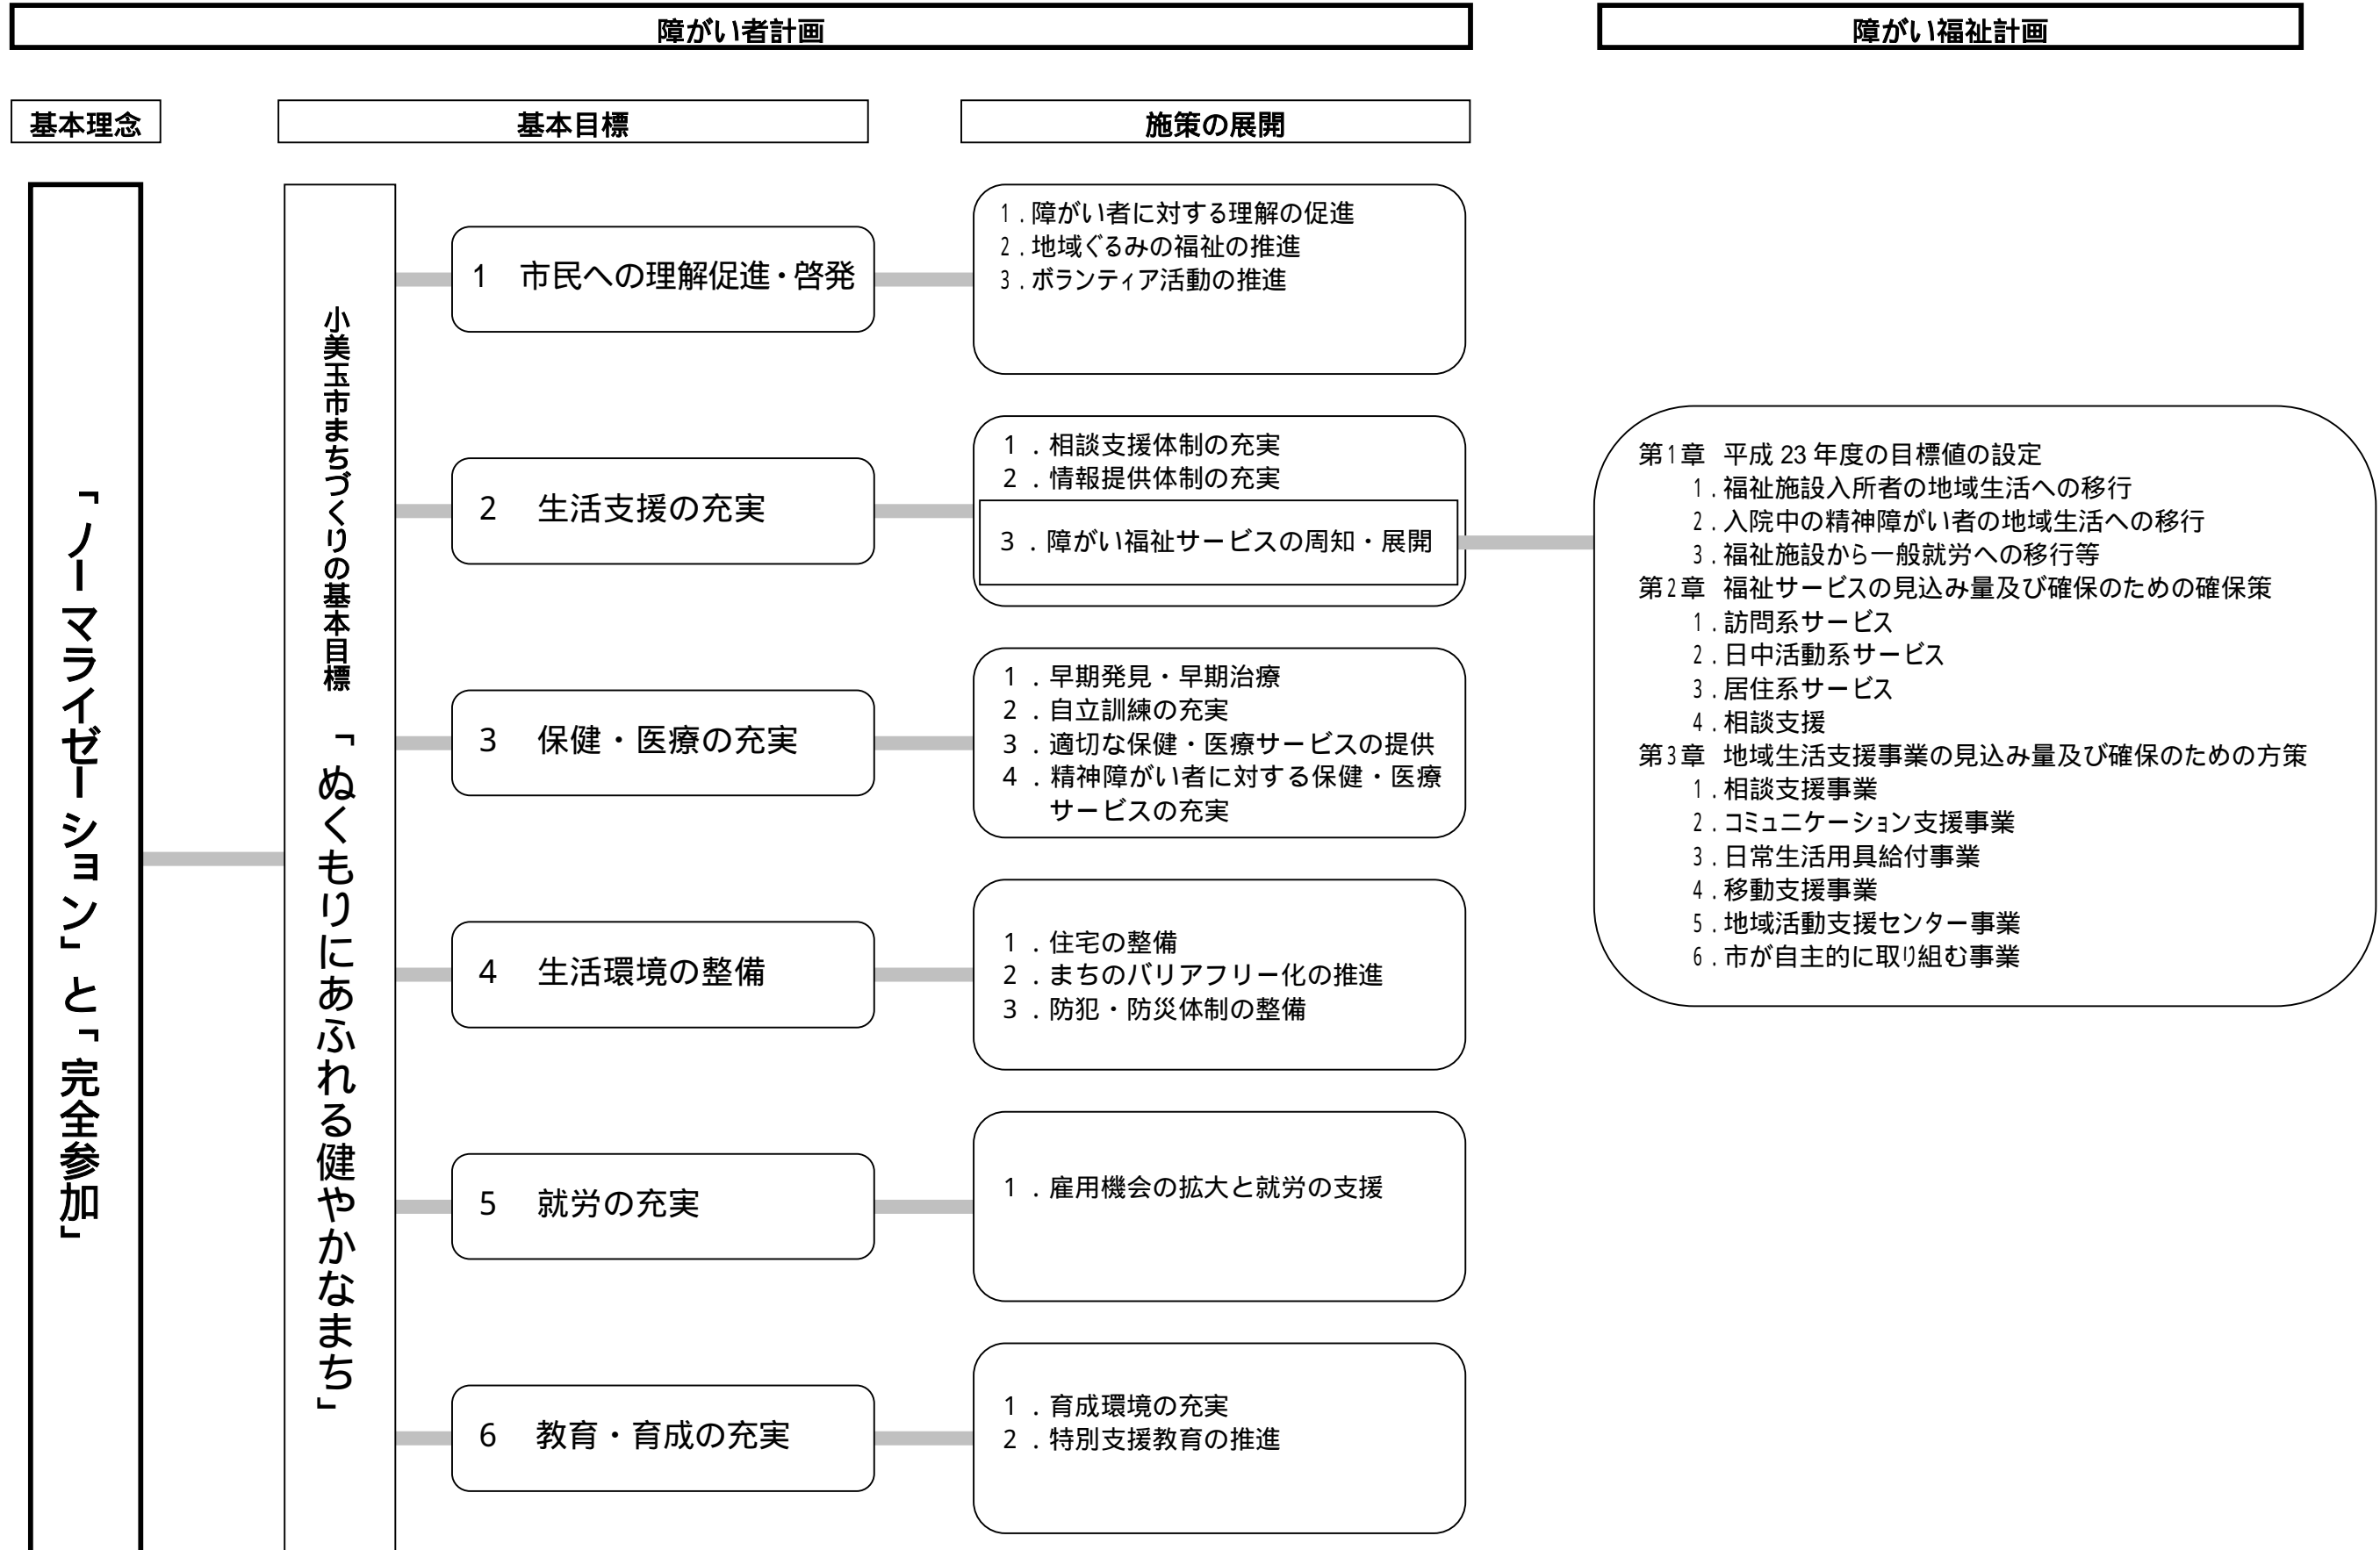 障がい者計画
障がい福祉計画
基本理念
基本目標
施策の展開
「ノーマライゼーション」と「完全参加」
小美玉市まちづくりの基本目標 「ぬくもりにあふれる健やかなまち」
1 市民への理解促進・啓発
1．障がい者に対する理解の促進
2．地域ぐるみの福祉の推進
3．ボランティア活動の推進
2 生活支援の充実
1．相談支援体制の充実
2．情報提供体制の充実
3．障がい福祉サービスの周知・展開
3 保健・医療の充実
1．早期発見・早期治療
2．自立訓練の充実
3．適切な保健・医療サービスの提供
4．精神障がい者に対する保健・医療
サービスの充実
4 生活環境の整備
1．住宅の整備
2．まちのバリアフリー化の推進
3．防犯・防災体制の整備
5 就労の充実
1．雇用機会の拡大と就労の支援
6 教育・育成の充実
1．育成環境の充実
2．特別支援教育の推進
第1章 平成 23 年度の目標値の設定
1．福祉施設入所者の地域生活への移行
2．入院中の精神障がい者の地域生活への移行
3．福祉施設から一般就労への移行等
第2章 福祉サービスの見込み量及び確保のための確保策
1．訪問系サービス
2．日中活動系サービス
3．居住系サービス
4．相談支援
第3章 地域生活支援事業の見込み量及び確保のための方策
1．相談支援事業
2．コミュニケーション支援事業
3．日常生活用具給付事業
4．移動支援事業
5．地域活動支援センター事業
6．市が自主的に取り組む事業